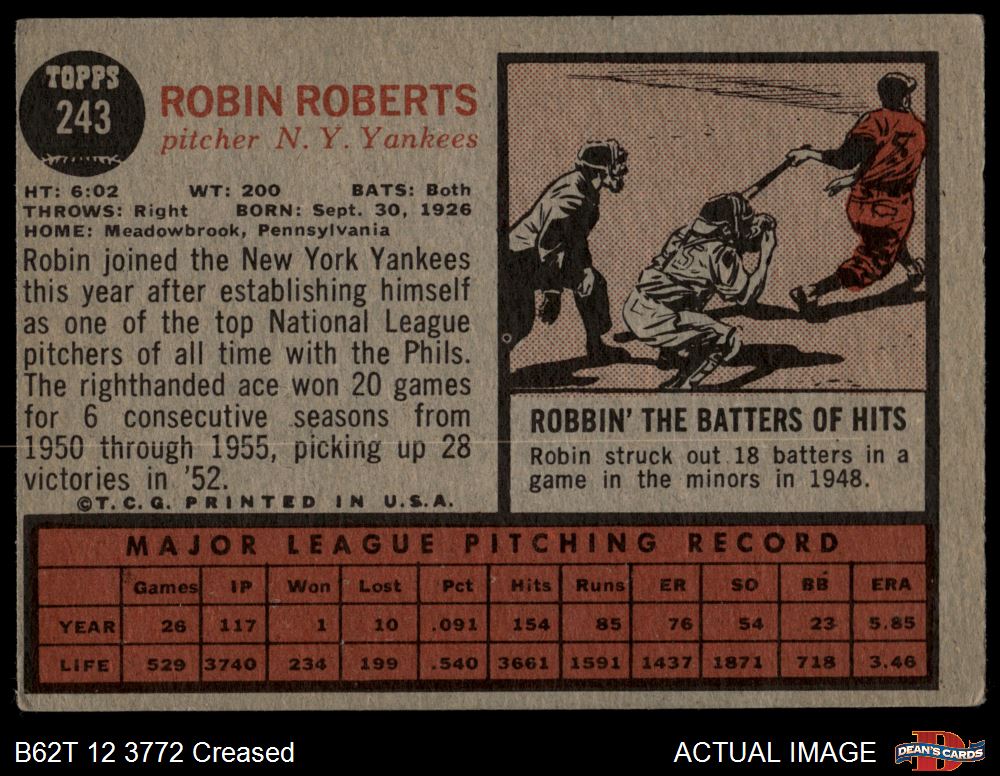 TOPPS
243
ROBIN ROBERTS
pitcher N. Y. Yankees
HT: 6:02 WT: 200 BATS: Both
THROWS: Right BORN: Sept. 30, 1926
HOME: Meadowbrook, Pennsylvania
Robin joined the New York Yankees
this year after establishing himself
as one of the top National League
pitchers of all time with the Phils.
The righthanded ace won 20 games
for 6 consecutive seasons from
1950 through 1955, picking up 28
victories in '52.
©T. C. G. PRINTED IN U.S.A.
5
5
ROBBIN' THE BATTERS OF HITS
Robin struck out 18 batters in a
game in the minors in 1948.
MAJOR LEAGUE PITCHING RECORD
Games IP Won Lost Pct Hits Runs ER SO BB ERA
YEAR 26 117 1 10 .091 154 85 76 54 23 5.85
LIFE 529 3740 234 199 .540 3661 1591 1437 1871 718 3.46
B62T 12 3772 Creased
ACTUAL IMAGE
D
DEAN'S CARDS